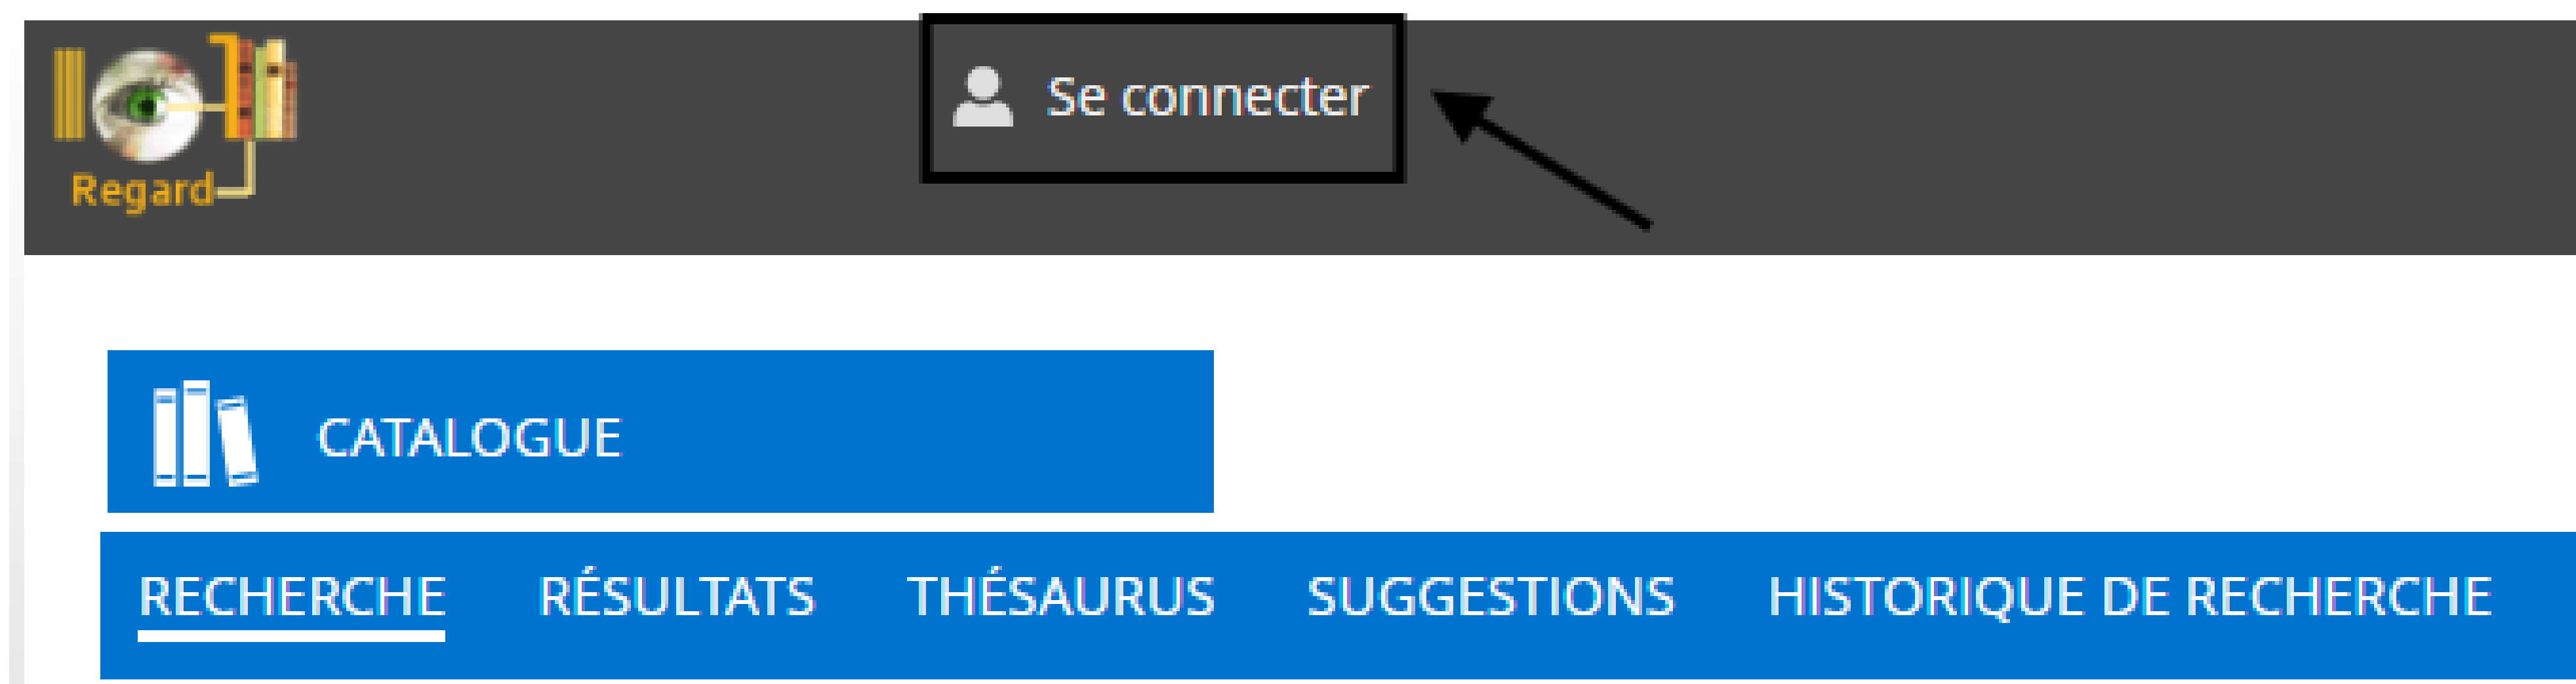 Regard
Se connecter
CATALOGUE
RECHERCHE RÉSULTATS THÉSAURUS SUGGESTIONS HISTORIQUE DE RECHERCHE